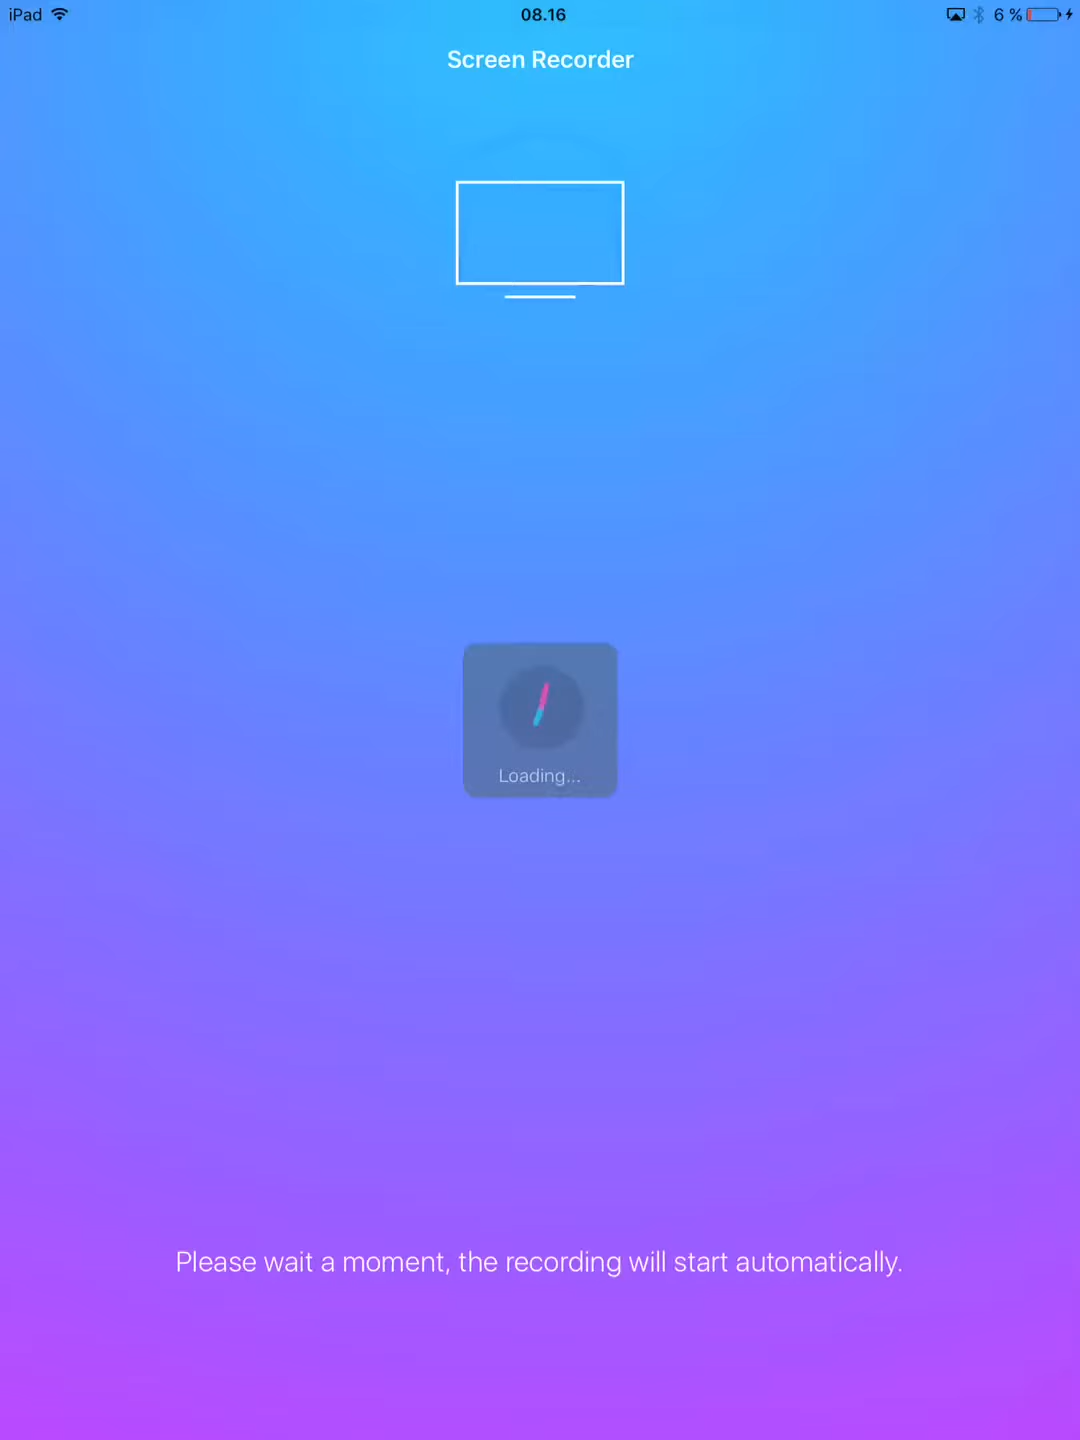 iPad 08.16 6 %
Screen Recorder
Loading...
Please wait a moment, the recording will start automatically.